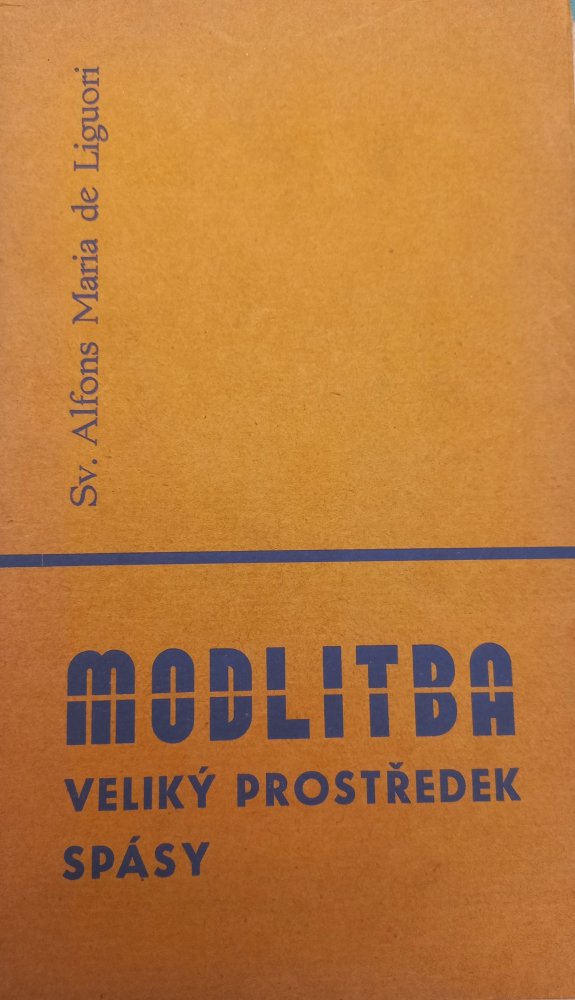 Sv. Alfons Maria de Liguori
MODLITBA
VELIKÝ PROSTŘEDEK
SPÁSY